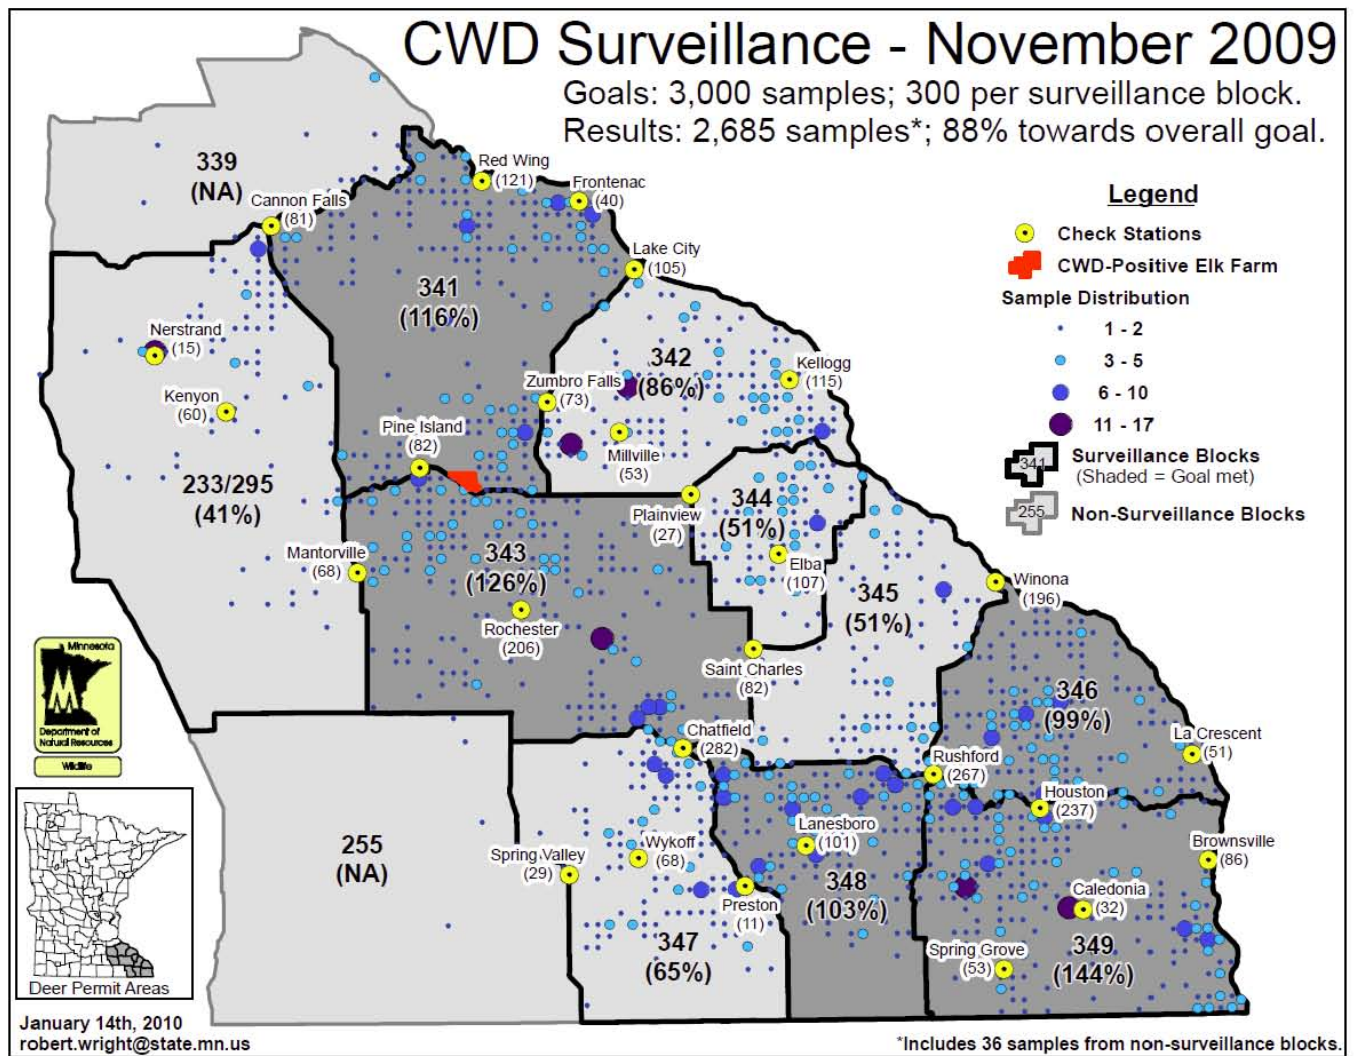 CWD Surveillance - November 2009
Goals: 3,000 samples; 300 per surveillance block.
Results: 2,685 samples*; 88% towards overall goal.
Legend
Check Stations
CWD-Positive Elk Farm
Sample Distribution
1 - 2
3 - 5
6 - 10
11 - 17
341
Surveillance Blocks
(Shaded = Goal met)
255
Non-Surveillance Blocks
339
(NA)
Cannon Falls
(81)
Red Wing
(121)
Frontenac
(40)
Lake City
(105)
341
(116%)
Nerstrand
(15)
Kenyon
(60)
342
(86%)
Kellogg
(115)
Zumbro Falls
(73)
Pine Island
(82)
Millville
(53)
233/295
(41%)
Plainview
(27)
344
(51%)
Elba
(107)
Mantorville
(68)
343
(126%)
Rochester
(206)
345
(51%)
Winona
(196)
Saint Charles
(82)
346
(99%)
La Crescent
(51)
Chatfield
(282)
Rushford
(267)
Houston
(237)
Lanesboro
(101)
Brownsville
(86)
255
(NA)
Spring Valley
(29)
Wykoff
(68)
Preston
(11)
348
(103%)
Caledonia
(32)
347
(65%)
Spring Grove
(53)
349
(144%)
Minnesota
M
Department of
Natural Resources
Wildlife
Deer Permit Areas
January 14th, 2010
robert.wright@state.mn.us
*Includes 36 samples from non-surveillance blocks.